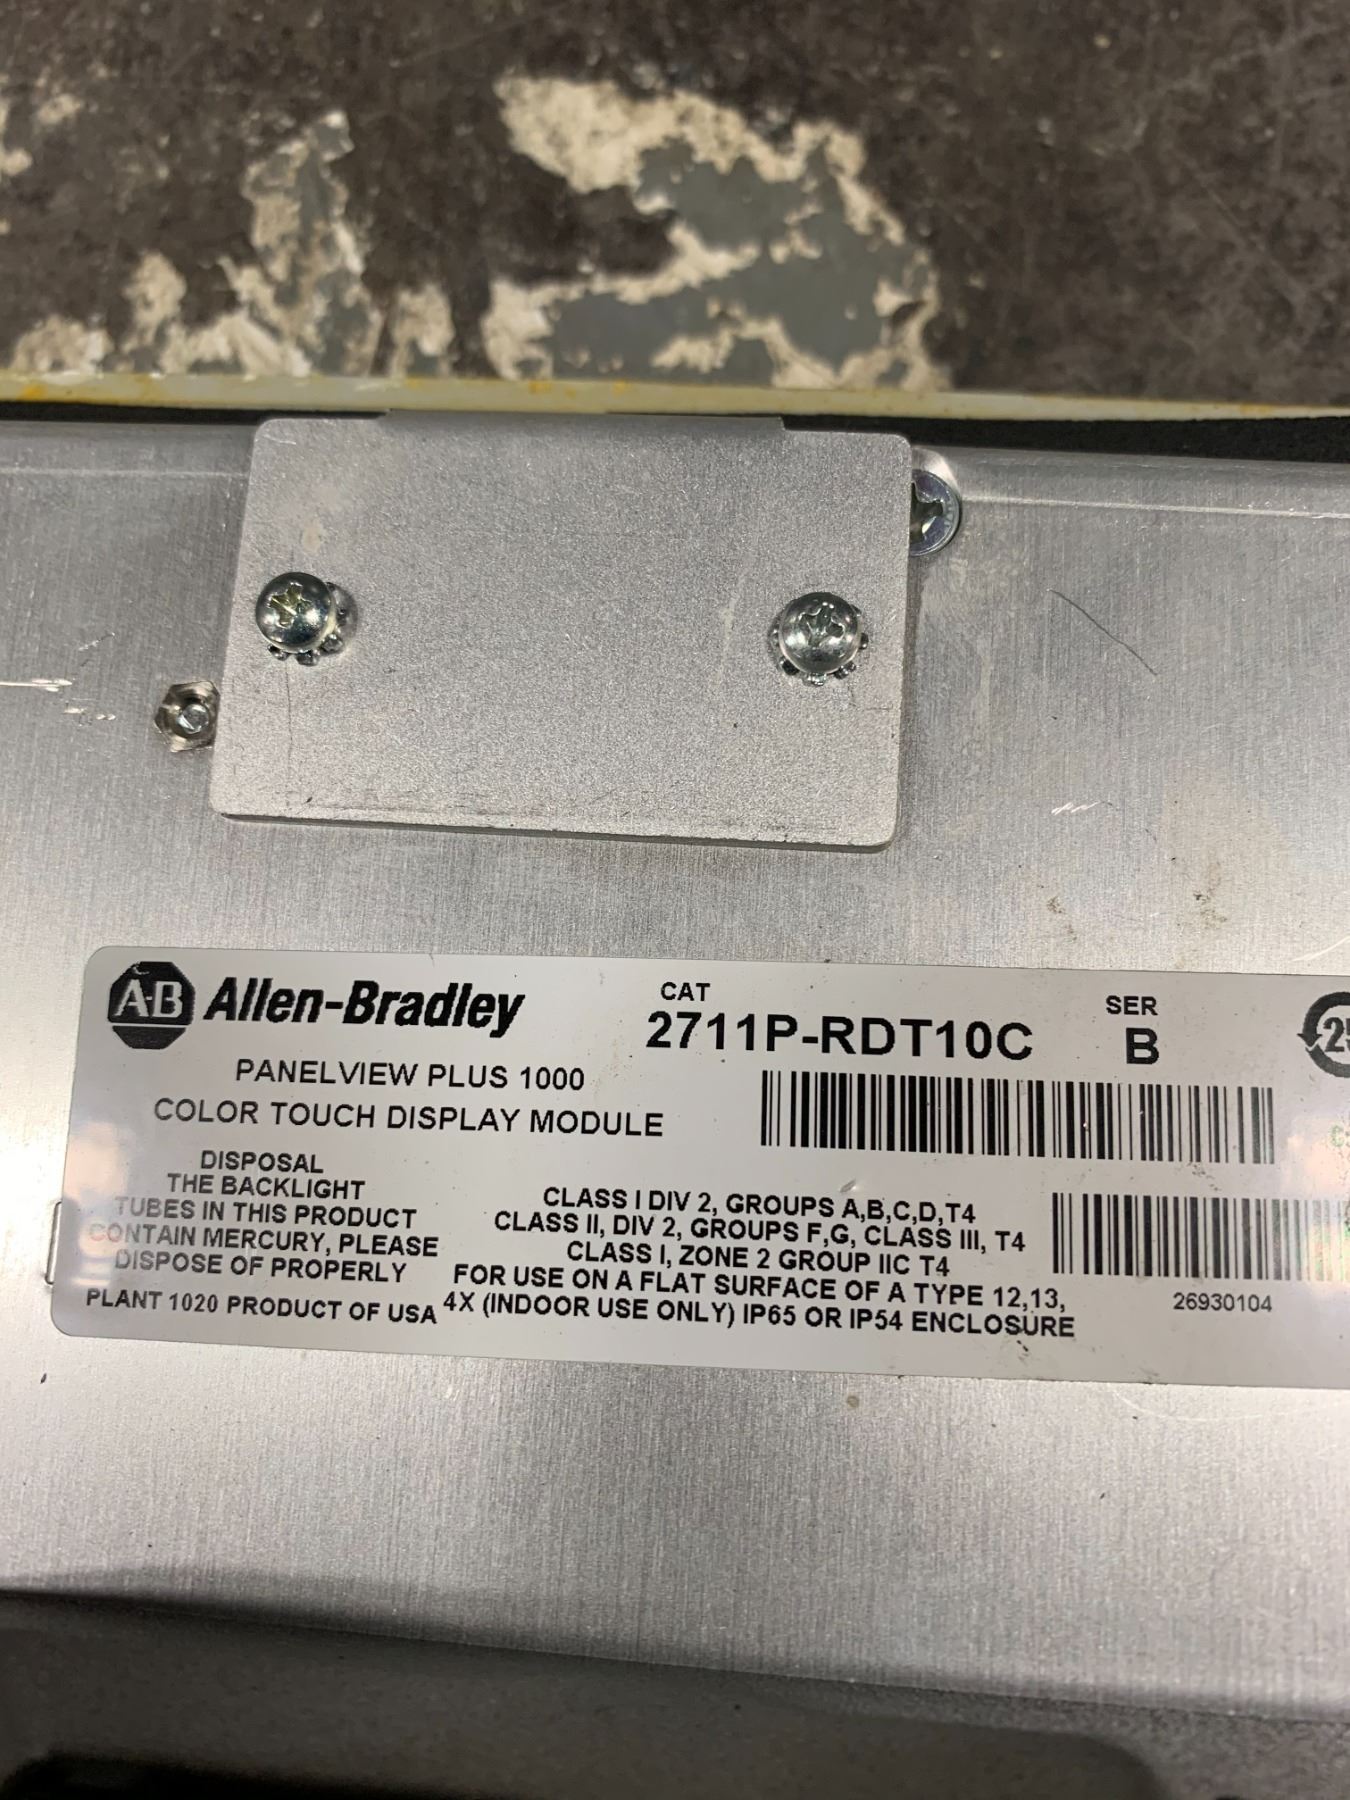 A-B Allen-Bradley
CAT
2711P-RDT10C
SER
B
PANELVIEW PLUS 1000
COLOR TOUCH DISPLAY MODULE
DISPOSAL
THE BACKLIGHT
TUBES IN THIS PRODUCT
CONTAIN MERCURY, PLEASE
DISPOSE OF PROPERLY
PLANT 1020 PRODUCT OF USA
CLASS I DIV 2, GROUPS A,B,C,D,T4
CLASS II, DIV 2, GROUPS F,G, CLASS III, T4
CLASS I, ZONE 2 GROUP IIC T4
FOR USE ON A FLAT SURFACE OF A TYPE 12,13,
4X (INDOOR USE ONLY) IP65 OR IP54 ENCLOSURE
26930104